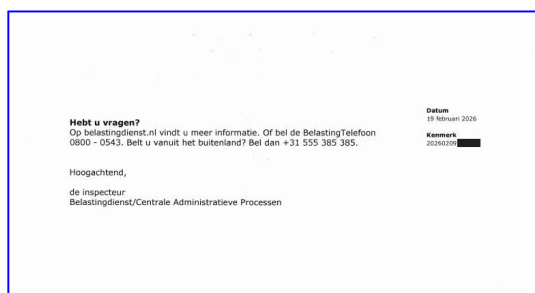 Datum
19 februari 2026
Hebt u vragen?
Op belastingdienst.nl vindt u meer informatie. Of bel de BelastingTelefoon
0800 - 0543. Belt u vanuit het buitenland? Bel dan +31 555 385 385.
Kenmerk
20260209
Hoogachtend,
de inspecteur
Belastingdienst/Centrale Administratieve Processen